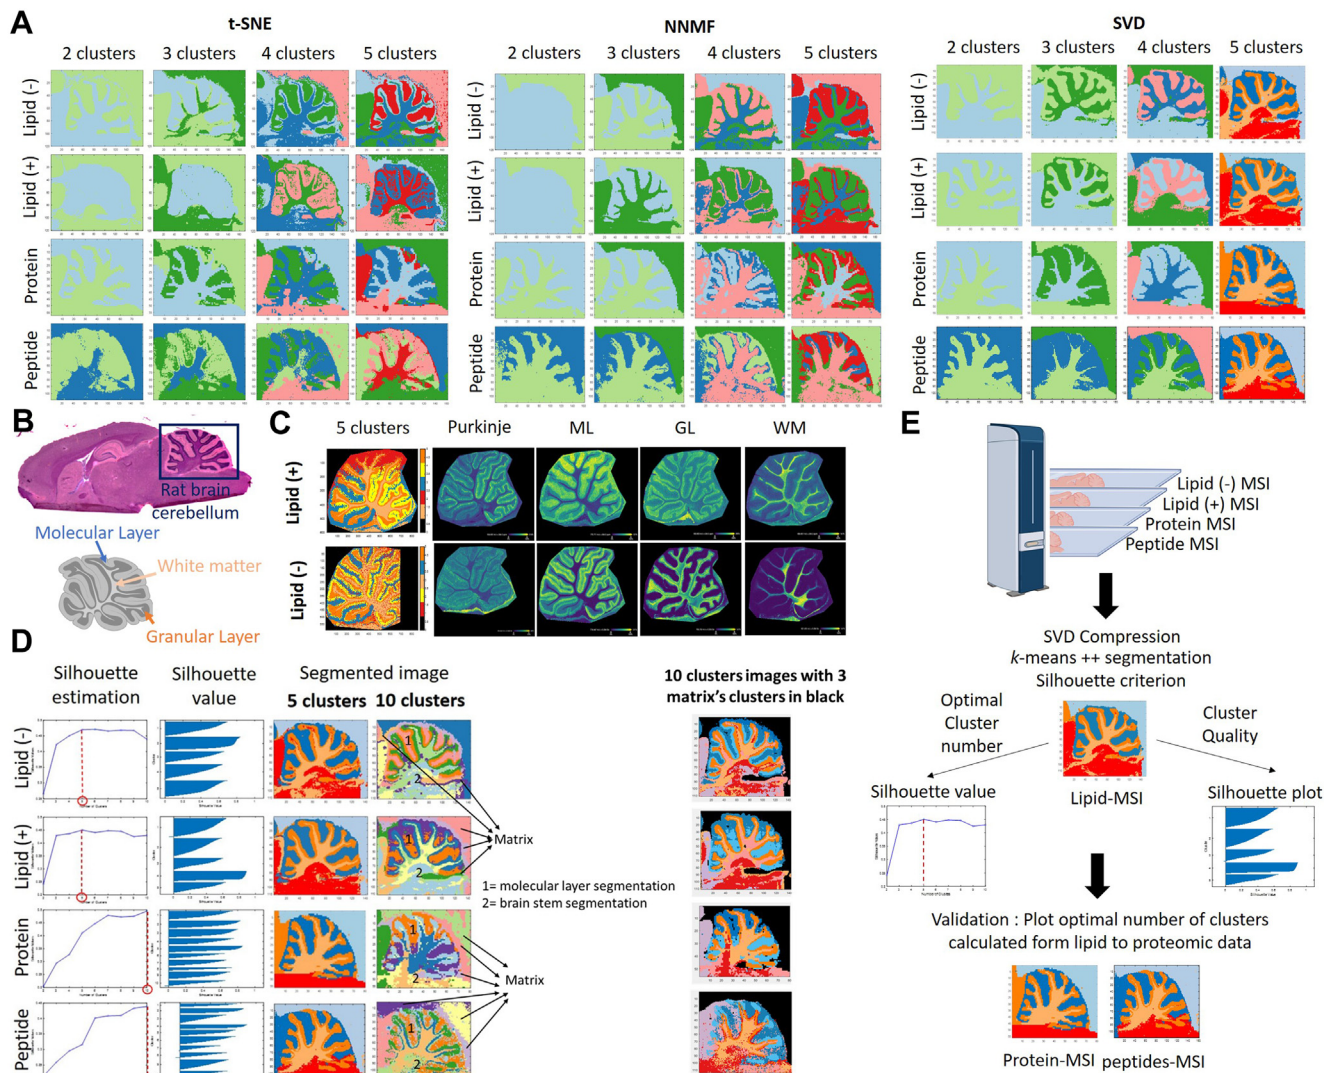 A
t-SNE
NNMF
SVD
2 clusters 3 clusters 4 clusters 5 clusters
2 clusters 3 clusters 4 clusters 5 clusters
2 clusters 3 clusters 4 clusters 5 clusters
Lipid (-)
Lipid (+)
Protein
Peptide
Lipid (-)
Lipid (+)
Protein
Peptide
Lipid (-)
Lipid (+)
Protein
Peptide
B
Rat brain
cerebellum
Molecular Layer
White matter
Granular Layer
C
5 clusters Purkinje ML GL WM
Lipid (+)
Lipid (-)
D
Silhouette
estimation
Silhouette
value
Segmented image
5 clusters 10 clusters
10 clusters images with 3
matrix's clusters in black
Lipid (-)
Lipid (+)
Protein
Peptide
1
2
1
2
1
2
1
2
Matrix
1= molecular layer segmentation
2= brain stem segmentation
Matrix
E
Lipid (-) MSI
Lipid (+) MSI
Protein MSI
Peptide MSI
SVD Compression
k-means ++ segmentation
Silhouette criterion
Optimal
Cluster
number
Cluster
Quality
Silhouette value
Lipid-MSI
Silhouette plot
Validation : Plot optimal number of clusters
calculated form lipid to proteomic data
Protein-MSI peptides-MSI